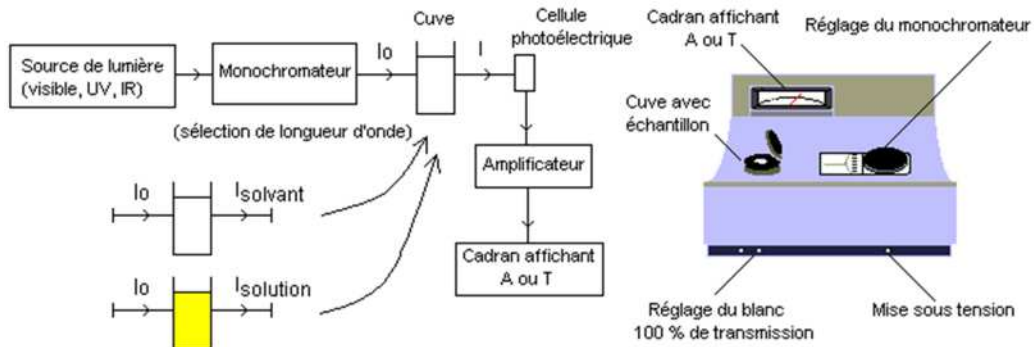 Source de lumière
(visible, UV, IR)
Monochromateur
(sélection de longueur d'onde)
Io
Cuve
I
Cellule
photoélectrique
Amplificateur
Cadran affichant
A ou T
Io
Isolvant
Io
Isolution
Cadran affichant
A ou T
Réglage du monochromateur
Cuve avec
échantillon
Réglage du blanc
100 % de transmission
Mise sous tension